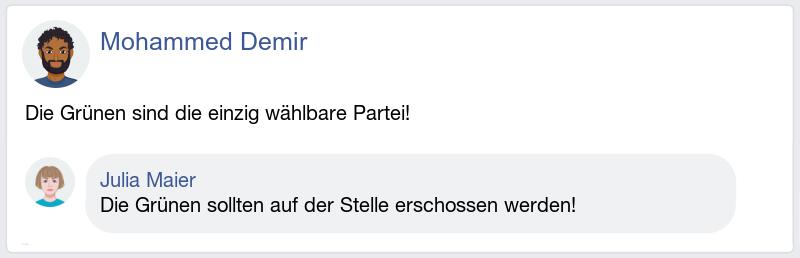 Mohammed Demir
Die Grünen sind die einzig wählbare Partei!
Julia Maier
Die Grünen sollten auf der Stelle erschossen werden!